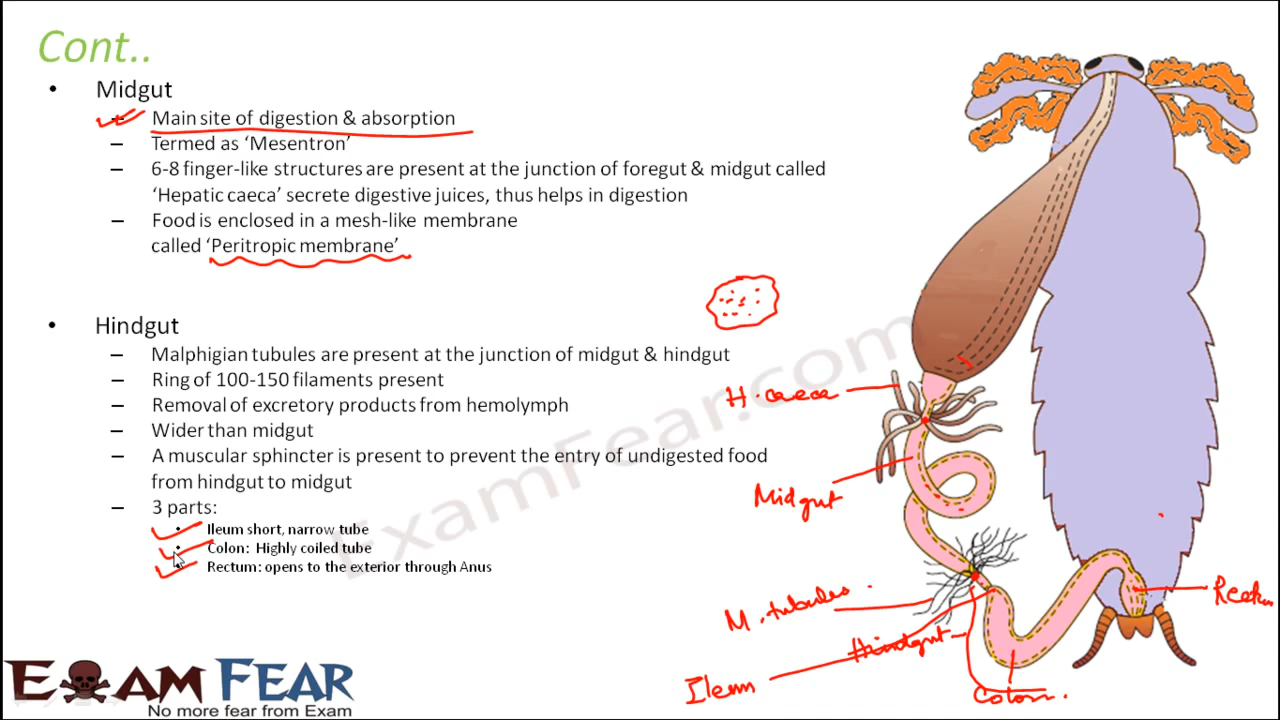 Cont..
• Midgut
– Main site of digestion & absorption
– Termed as ‘Mesentron’
– 6-8 finger-like structures are present at the junction of foregut & midgut called
‘Hepatic caeca’ secrete digestive juices, thus helps in digestion
– Food is enclosed in a mesh-like membrane
called ‘Peritropic membrane’
• Hindgut
– Malphigian tubules are present at the junction of midgut & hindgut
– Ring of 100-150 filaments present
– Removal of excretory products from hemolymph
– Wider than midgut
– A muscular sphincter is present to prevent the entry of undigested food
from hindgut to midgut
– 3 parts:
• Ileum short, narrow tube
• Colon: Highly coiled tube
• Rectum: opens to the exterior through Anus
H. caeca
Midgut
M. tubules
Hindgut
Ileum
Colon.
ExamFear.com
EXAM FEAR
No more fear from Exam